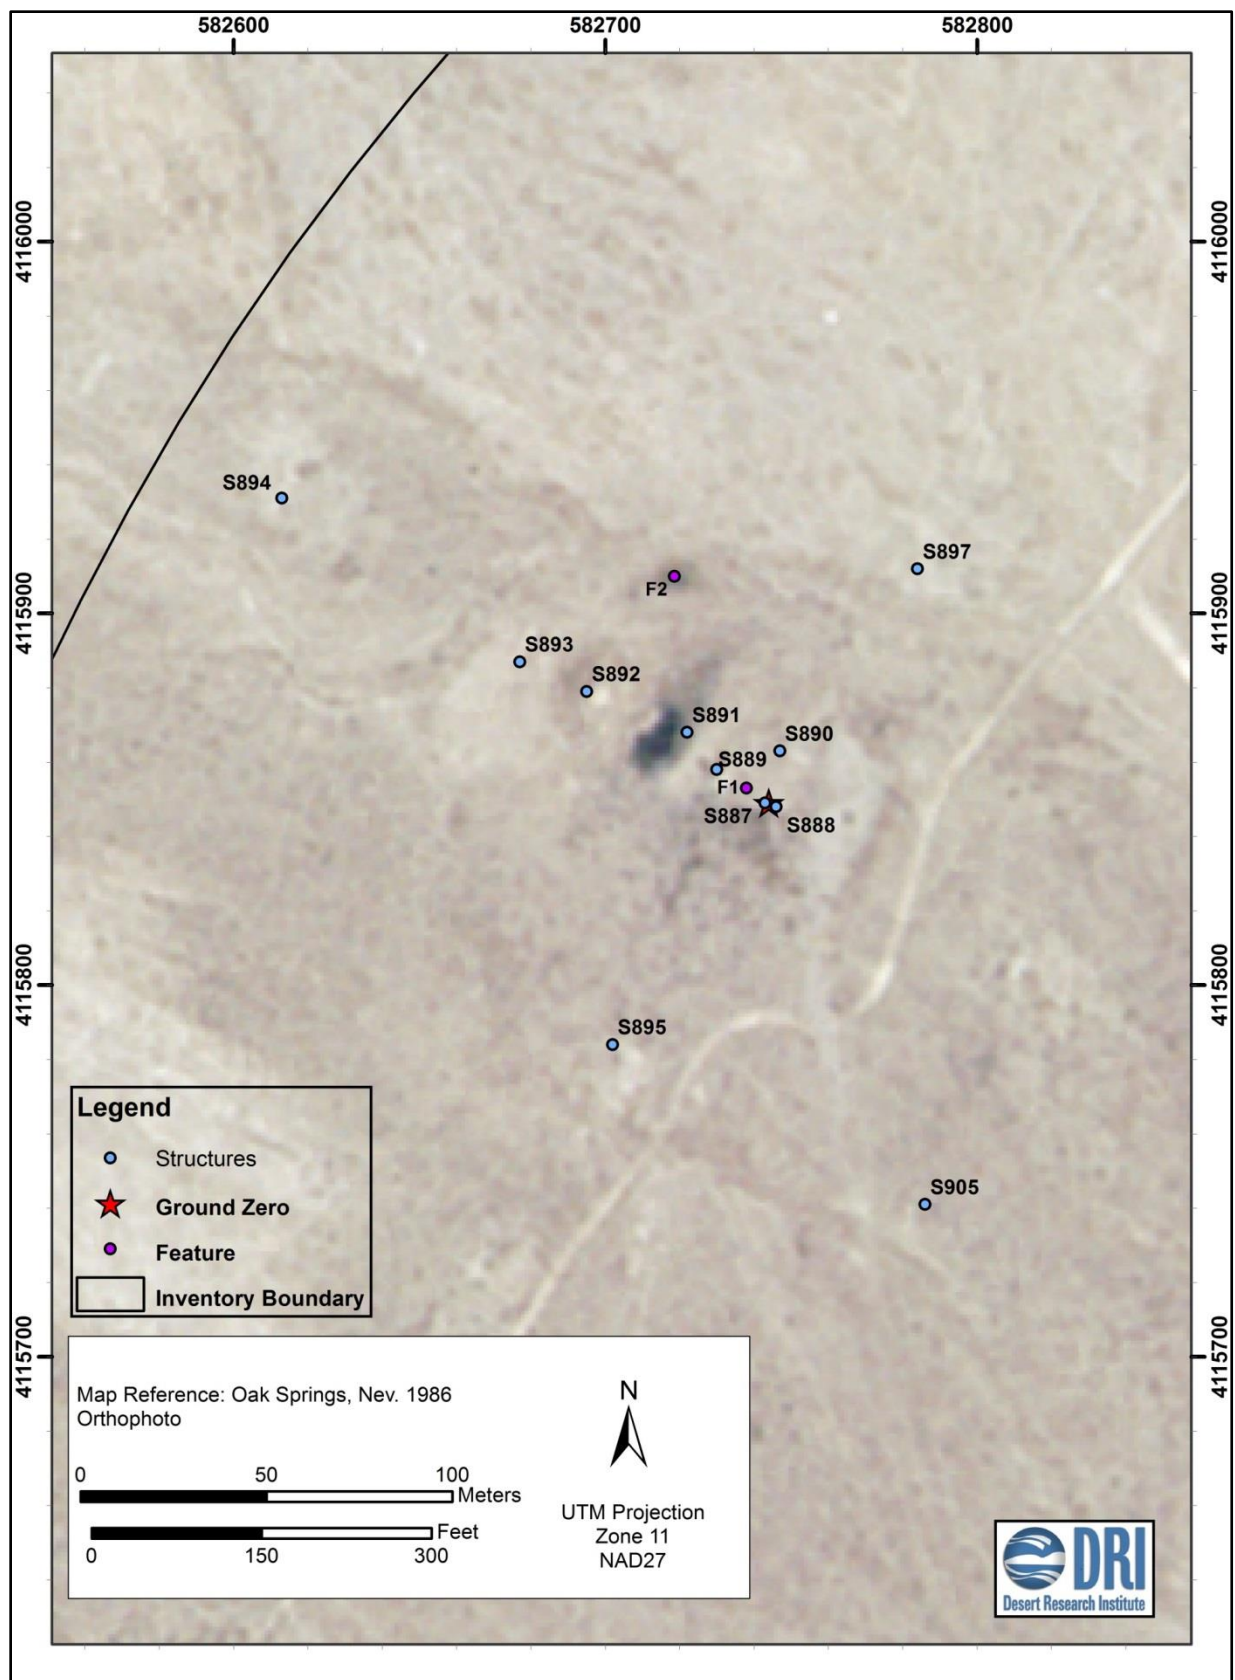 582600
582700
582800
4116000
4116000
S894
S897
F2
4115900
4115900
S893
S892
S891
S890
S889
F1
S887
S888
4115800
4115800
S895
Legend
Structures
Ground Zero
Feature
Inventory Boundary
S905
4115700
4115700
Map Reference: Oak Springs, Nev. 1986
Orthophoto
N
0 50 100
Meters
Feet
0 150 300
UTM Projection
Zone 11
NAD27
DRI
Desert Research Institute